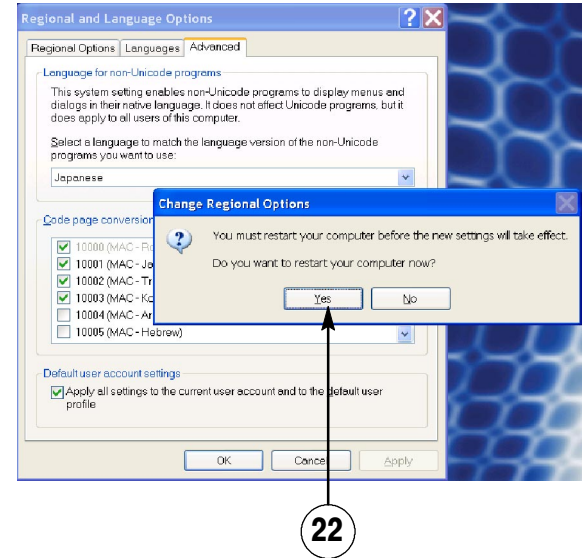 Regional and Language Options
Regional Options Languages Advanced
Language for non-Unicode programs
This system setting enables non-Unicode programs to display menus and
dialogs in their native language. It does not affect Unicode programs, but it
does apply to all users of this computer.
Select a language to match the language version of the non-Unicode
programs you want to use:
Japanese
Code page conversion
10000 (MAC - Ro
10001 (MAC - Ja
10002 (MAC - Tr
10003 (MAC - Ko
10004 (MAC - Ar
10005 (MAC - Hebrew)
Change Regional Options
You must restart your computer before the new settings will take effect.
Do you want to restart your computer now?
Yes No
Default user account settings
Apply all settings to the current user account and to the default user
profile
OK Cancel Apply
22